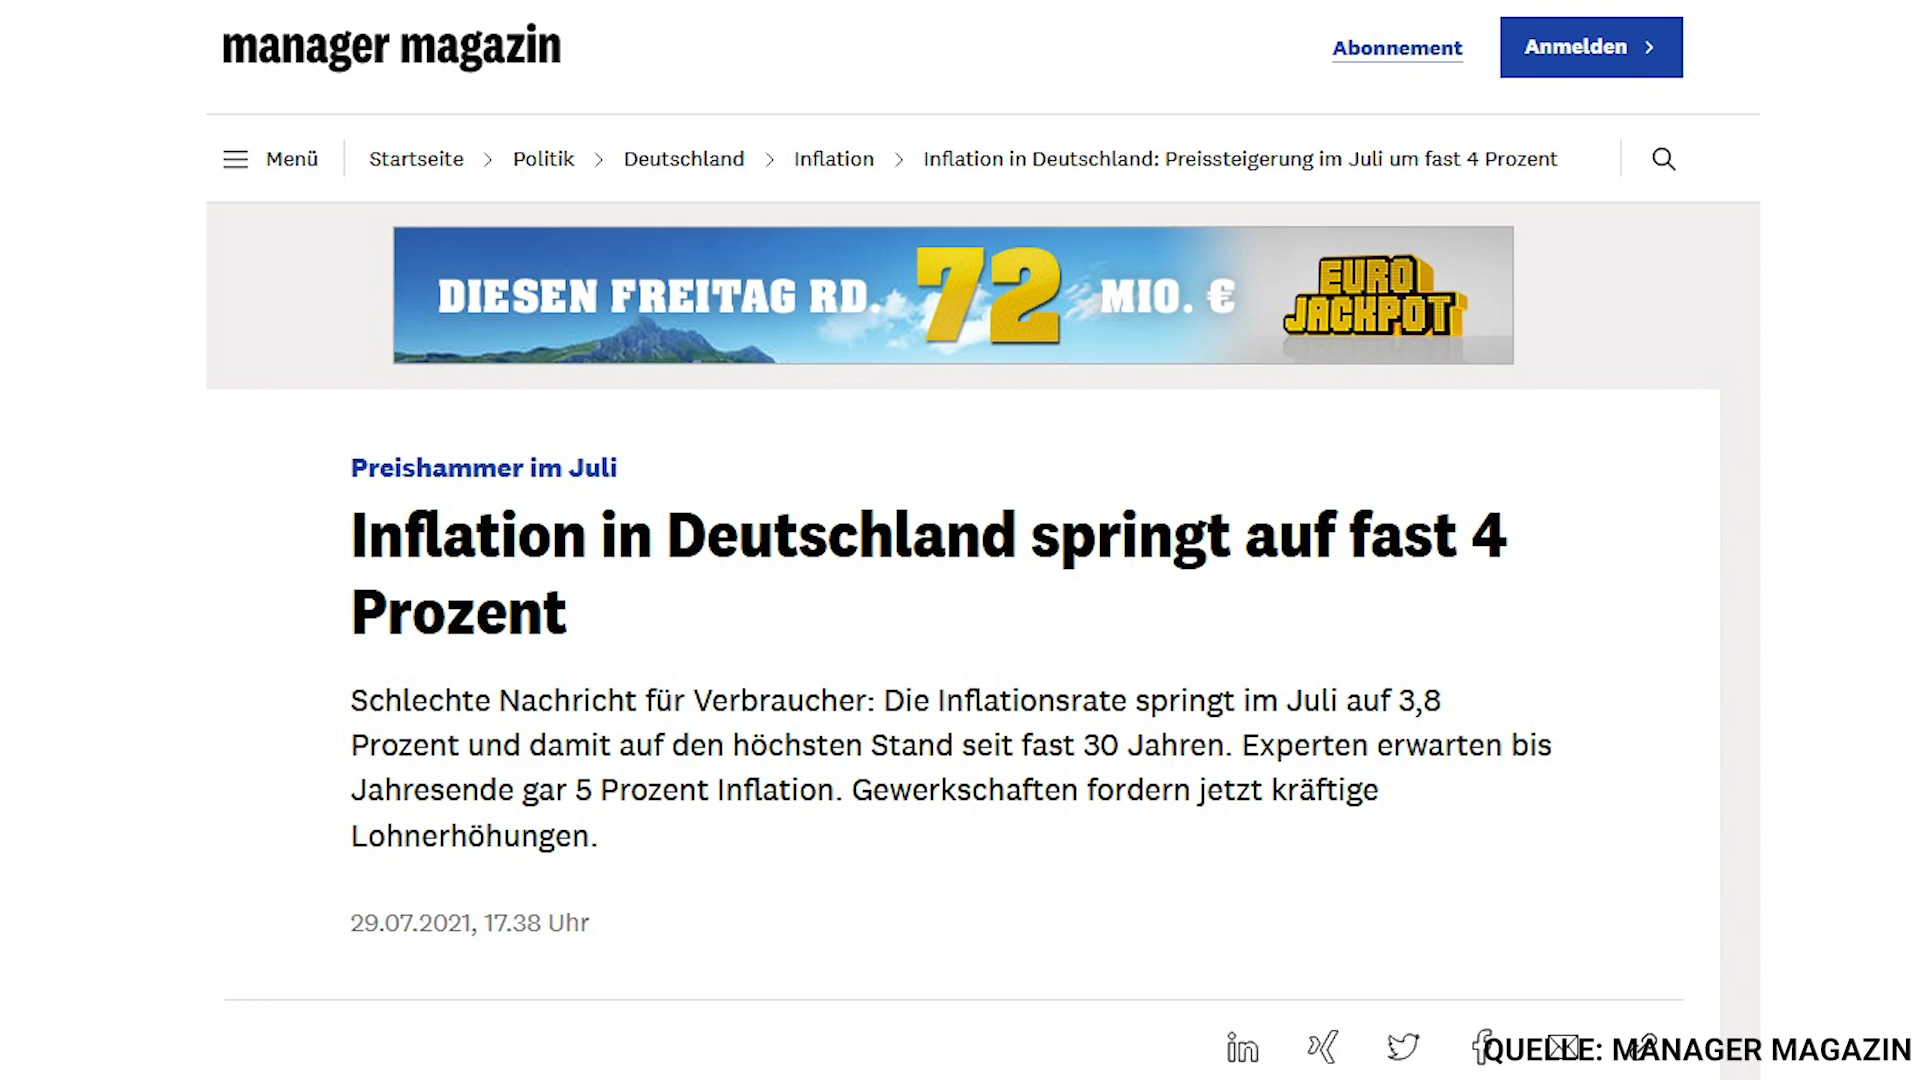 manager magazin
Abonnement
Anmelden
Menü
Startseite
Politik
Deutschland
Inflation
Inflation in Deutschland: Preissteigerung im Juli um fast 4 Prozent
DIESEN FREITAG RD. 72 MIO. €
EURO
JACKPOT
Preishammer im Juli
Inflation in Deutschland springt auf fast 4
Prozent
Schlechte Nachricht für Verbraucher: Die Inflationsrate springt im Juli auf 3,8
Prozent und damit auf den höchsten Stand seit fast 30 Jahren. Experten erwarten bis
Jahresende gar 5 Prozent Inflation. Gewerkschaften fordern jetzt kräftige
Lohnerhöhungen.
29.07.2021, 17.38 Uhr
QUELLE: MANAGER MAGAZIN